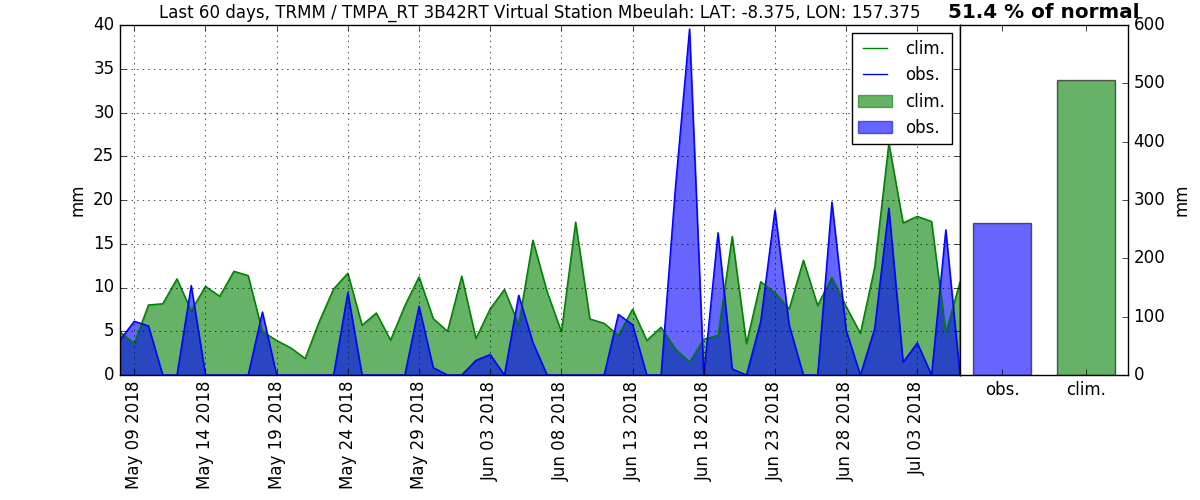 Last 60 days, TRMM / TMPA_RT 3B42RT Virtual Station Mbeulah: LAT: -8.375, LON: 157.375
51.4 % of normal
40
35
30
25
20
15
10
5
0
mm
clim.
obs.
clim.
obs.
600
500
400
300
200
100
0
mm
obs.
clim.
May 09 2018
May 14 2018
May 19 2018
May 24 2018
May 29 2018
Jun 03 2018
Jun 08 2018
Jun 13 2018
Jun 18 2018
Jun 23 2018
Jun 28 2018
Jul 03 2018